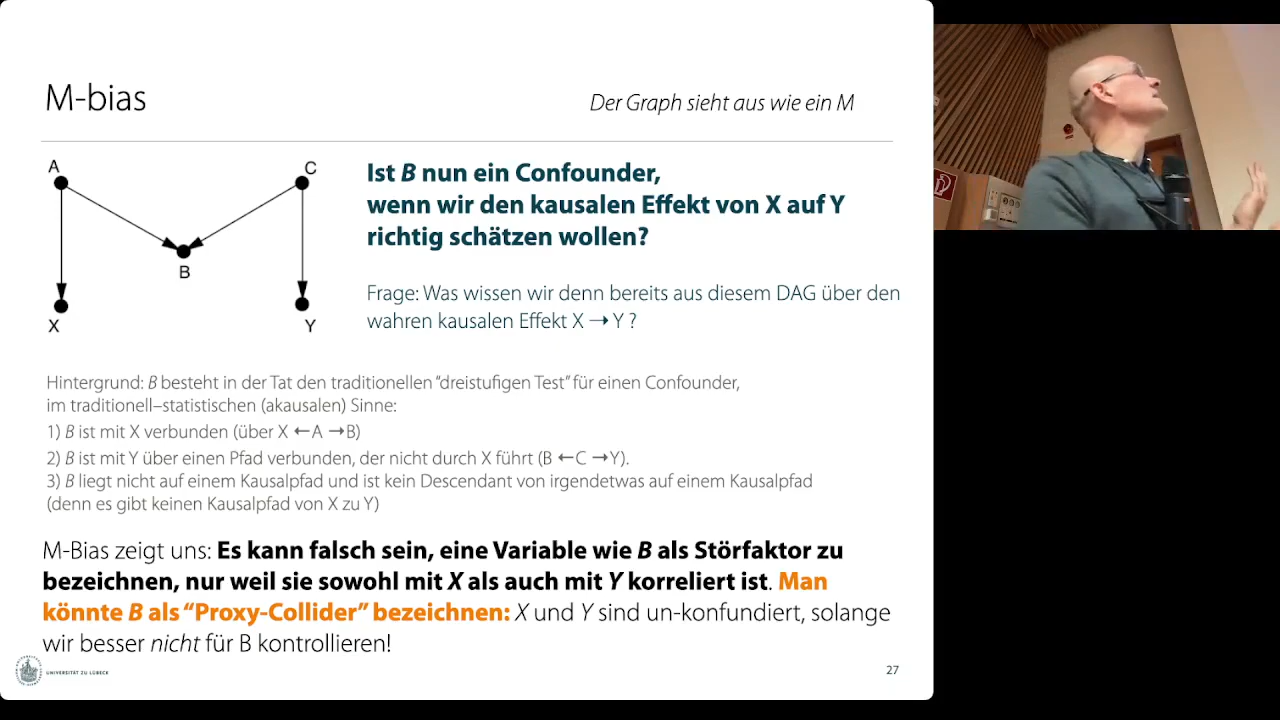 M-bias
Der Graph sieht aus wie ein M
A
C
B
X
Y
Ist B nun ein Confounder,
wenn wir den kausalen Effekt von X auf Y
richtig schätzen wollen?
Frage: Was wissen wir denn bereits aus diesem DAG über den
wahren kausalen Effekt X → Y ?
Hintergrund: B besteht in der Tat den traditionellen “dreistufigen Test” für einen Confounder,
im traditionell–statistischen (akausalen) Sinne:
1) B ist mit X verbunden (über X ←A →B)
2) B ist mit Y über einen Pfad verbunden, der nicht durch X führt (B ←C →Y).
3) B liegt nicht auf einem Kausalpfad und ist kein Descendant von irgendetwas auf einem Kausalpfad
(denn es gibt keinen Kausalpfad von X zu Y)
M-Bias zeigt uns: Es kann falsch sein, eine Variable wie B als Störfaktor zu
bezeichnen, nur weil sie sowohl mit X als auch mit Y korreliert ist. Man
könnte B als “Proxy-Collider” bezeichnen: X und Y sind un-konfundiert, solange
wir besser nicht für B kontrollieren!
UNIVERSITÄT ZU LÜBECK
27